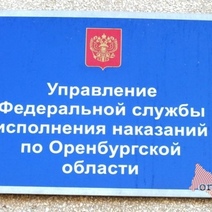 Управление
Федеральной службы
исполнения наказаний
по Оренбургской
области